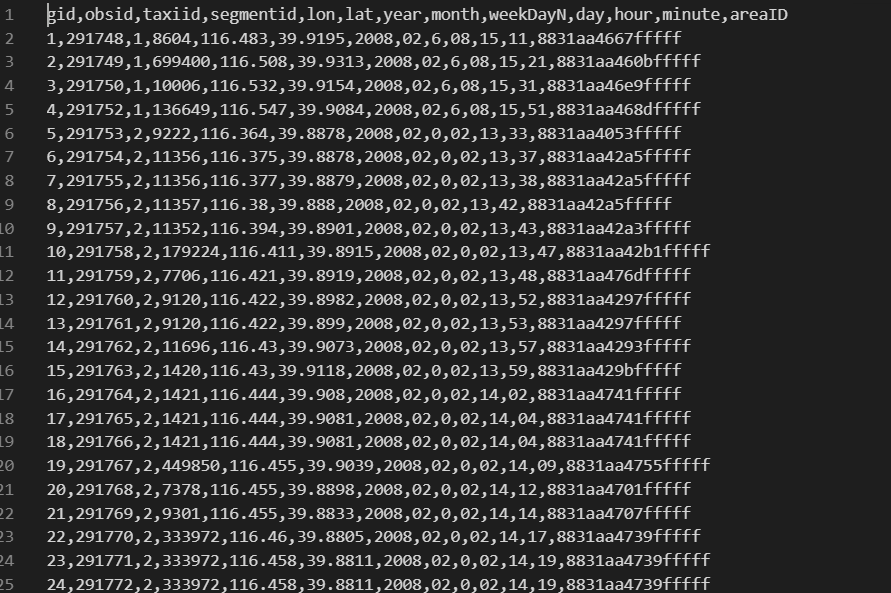 1 gid,obsid,taxiid,segmentid,lon,lat,year,month,weekDayN,day,hour,minute,areaID
2 1,291748,1,8604,116.483,39.9195,2008,02,6,08,15,11,8831aa4667fffff
3 2,291749,1,699400,116.508,39.9313,2008,02,6,08,15,21,8831aa460bfffff
4 3,291750,1,10006,116.532,39.9154,2008,02,6,08,15,31,8831aa46e9fffff
5 4,291752,1,136649,116.547,39.9084,2008,02,6,08,15,51,8831aa468dfffff
6 5,291753,2,9222,116.364,39.8878,2008,02,0,02,13,33,8831aa4053fffff
7 6,291754,2,11356,116.375,39.8878,2008,02,0,02,13,37,8831aa42a5fffff
8 7,291755,2,11356,116.377,39.8879,2008,02,0,02,13,38,8831aa42a5fffff
9 8,291756,2,11357,116.38,39.888,2008,02,0,02,13,42,8831aa42a5fffff
10 9,291757,2,11352,116.394,39.8901,2008,02,0,02,13,43,8831aa42a3fffff
11 10,291758,2,179224,116.411,39.8915,2008,02,0,02,13,47,8831aa42b1fffff
12 11,291759,2,7706,116.421,39.8919,2008,02,0,02,13,48,8831aa476dfffff
13 12,291760,2,9120,116.422,39.8982,2008,02,0,02,13,52,8831aa4297fffff
14 13,291761,2,9120,116.422,39.899,2008,02,0,02,13,53,8831aa4297fffff
15 14,291762,2,11696,116.43,39.9073,2008,02,0,02,13,57,8831aa4293fffff
16 15,291763,2,1420,116.43,39.9118,2008,02,0,02,13,59,8831aa429bfffff
17 16,291764,2,1421,116.444,39.908,2008,02,0,02,14,02,8831aa4741fffff
18 17,291765,2,1421,116.444,39.9081,2008,02,0,02,14,04,8831aa4741fffff
19 18,291766,2,1421,116.444,39.9081,2008,02,0,02,14,04,8831aa4741fffff
20 19,291767,2,449850,116.455,39.9039,2008,02,0,02,14,09,8831aa4755fffff
21 20,291768,2,7378,116.455,39.8898,2008,02,0,02,14,12,8831aa4701fffff
22 21,291769,2,9301,116.455,39.8833,2008,02,0,02,14,14,8831aa4707fffff
23 22,291770,2,333972,116.46,39.8805,2008,02,0,02,14,17,8831aa4739fffff
24 23,291771,2,333972,116.458,39.8811,2008,02,0,02,14,19,8831aa4739fffff
25 24,291772,2,333972,116.458,39.8811,2008,02,0,02,14,19,8831aa4739fffff